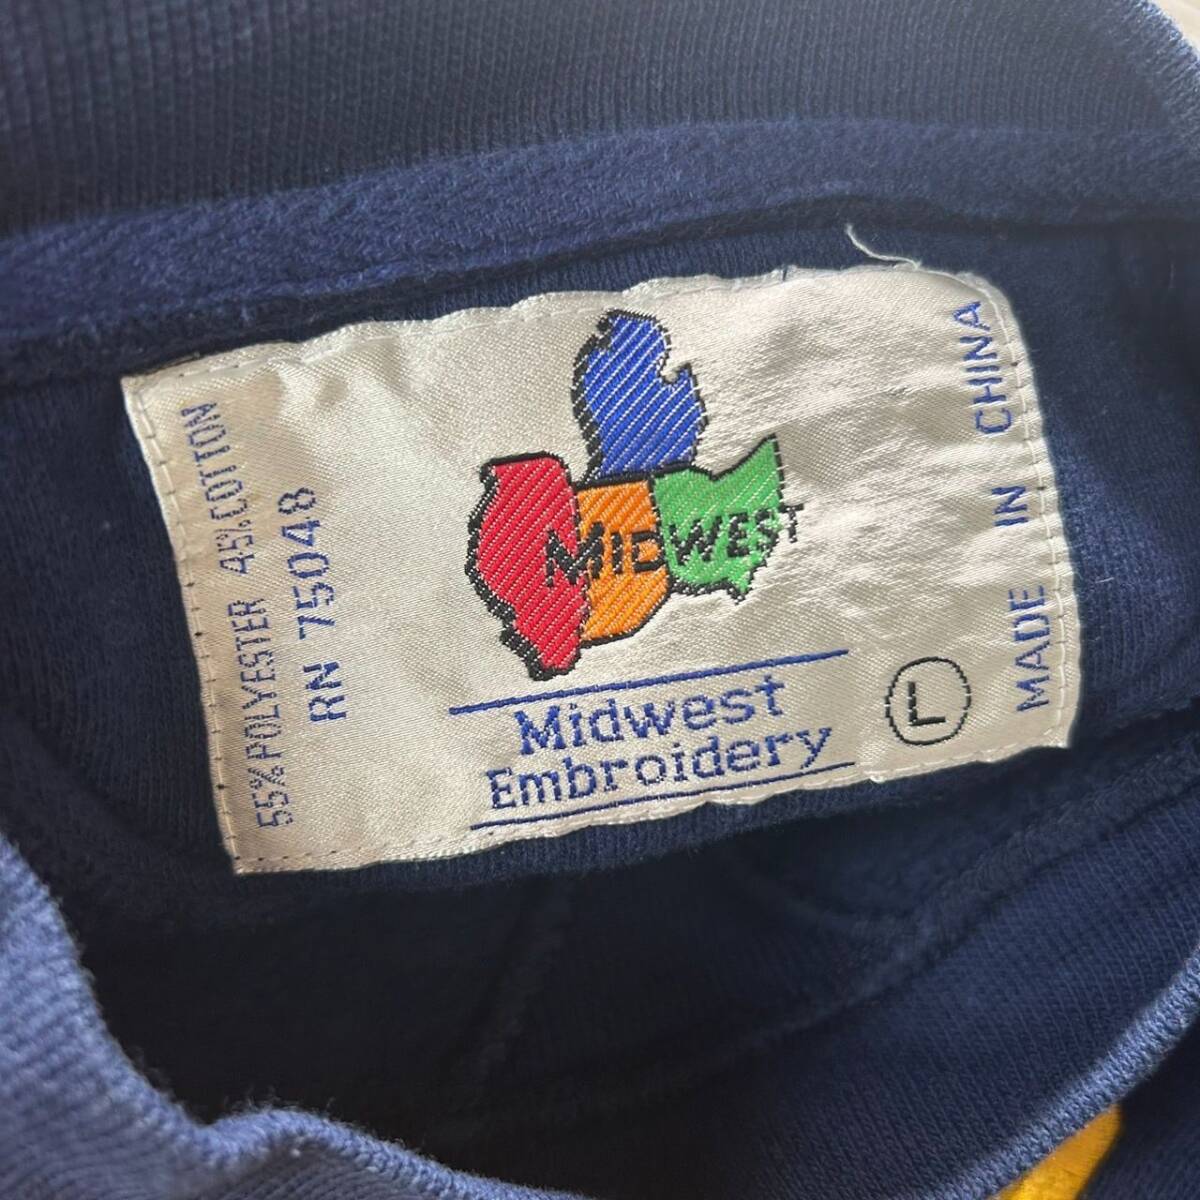 55% POLYESTER 45% COTTON
RN 75048
MIDWEST
Midwest
Embroidery
L
MADE IN CHINA